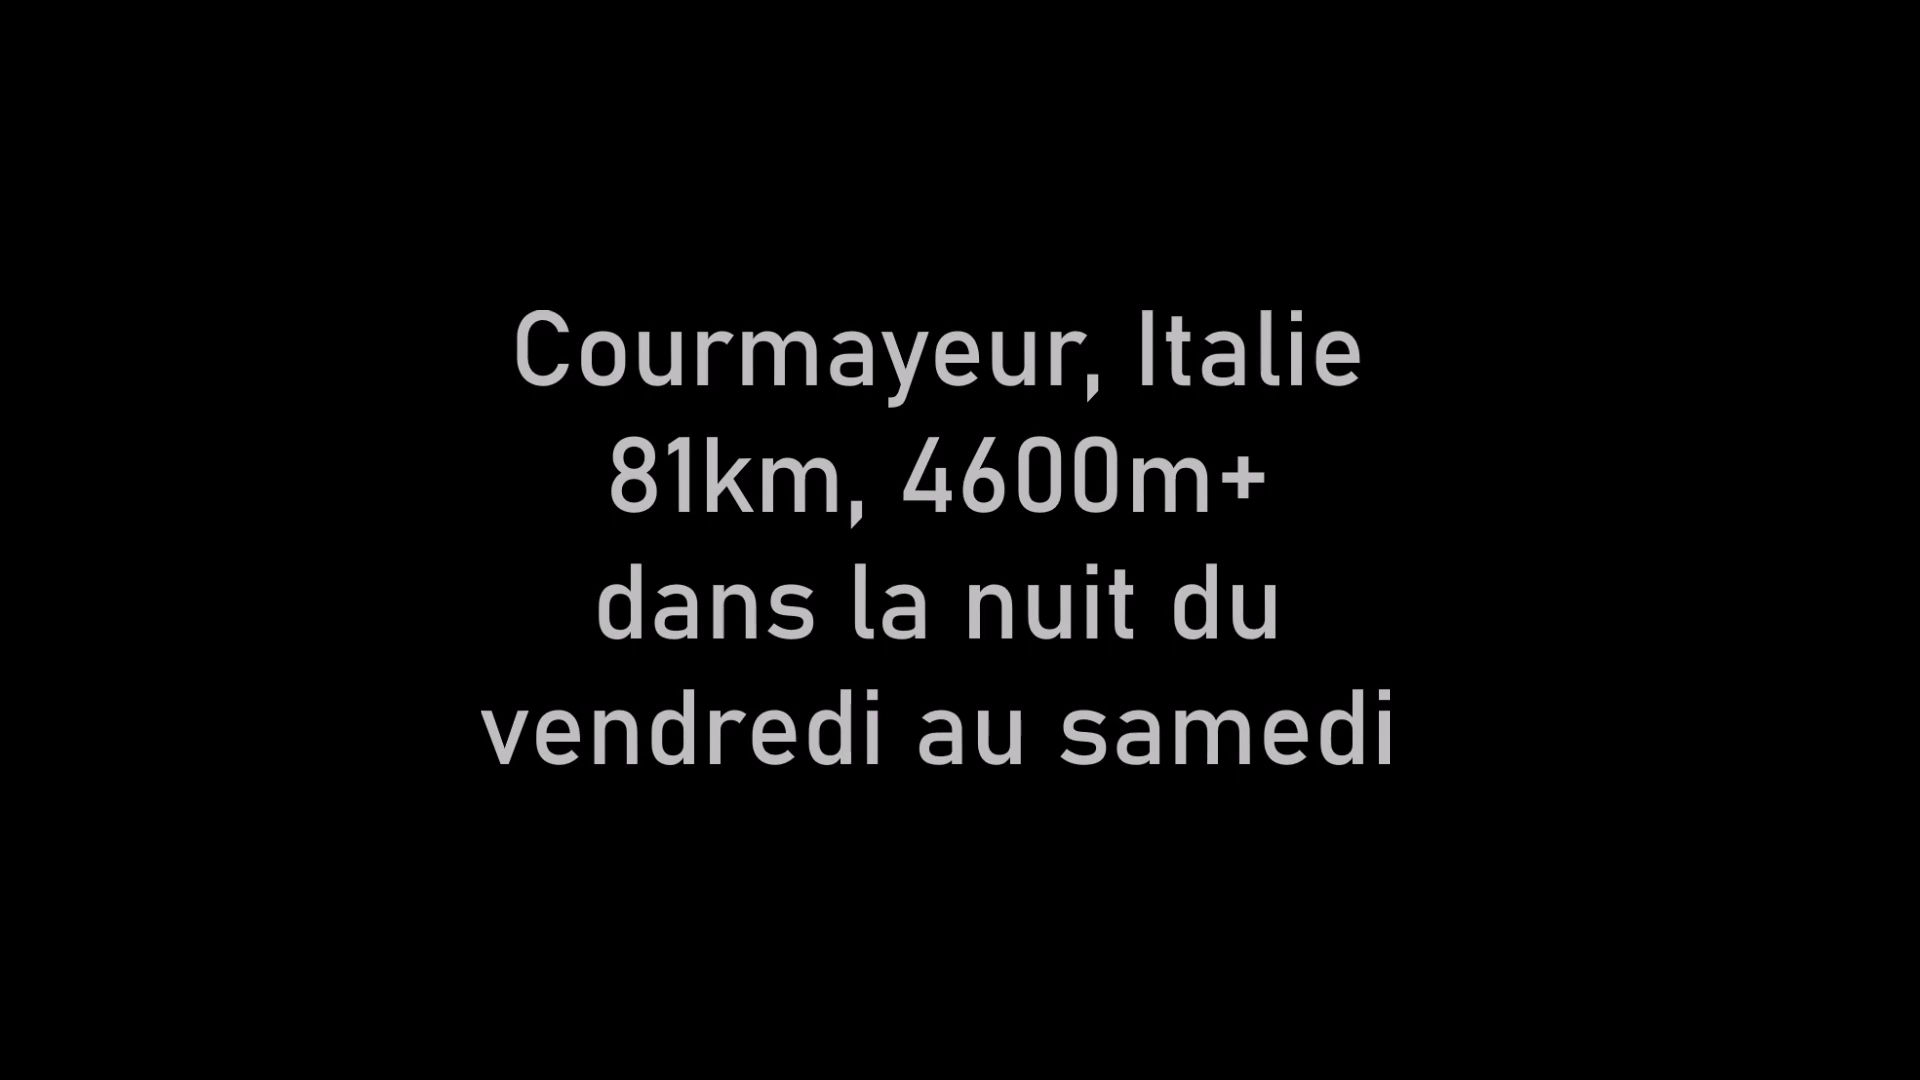 Courmayeur, Italie
81km, 4600m+
dans la nuit du
vendredi au samedi